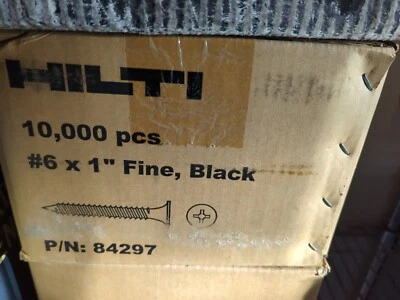 HILTI
10,000 pcs
#6 x 1" Fine, Black
P/N: 84297